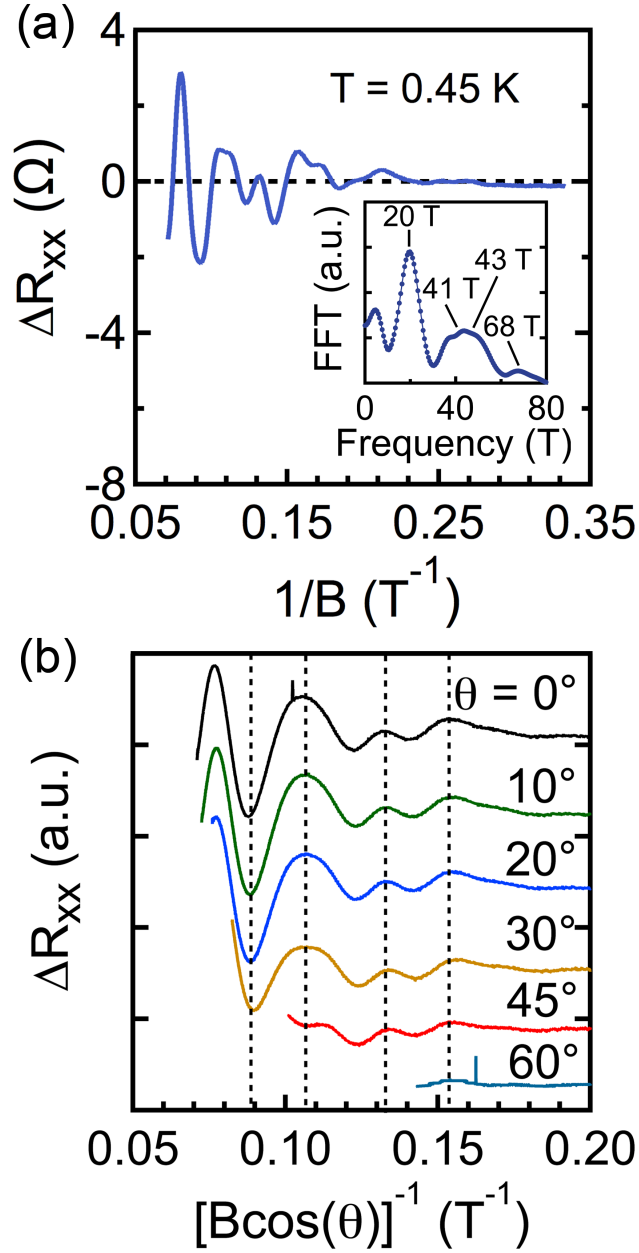 (a)
4
0
-4
-8
ΔRxx (Ω)
T = 0.45 K
20 T
41 T
43 T
68 T
FFT (a.u.)
0 40 80
Frequency (T)
0.05 0.15 0.25 0.35
1/B (T⁻¹)
(b)
θ = 0°
10°
20°
30°
45°
60°
ΔRxx (a.u.)
0.05 0.10 0.15 0.20
[Bcos(θ)]⁻¹ (T⁻¹)